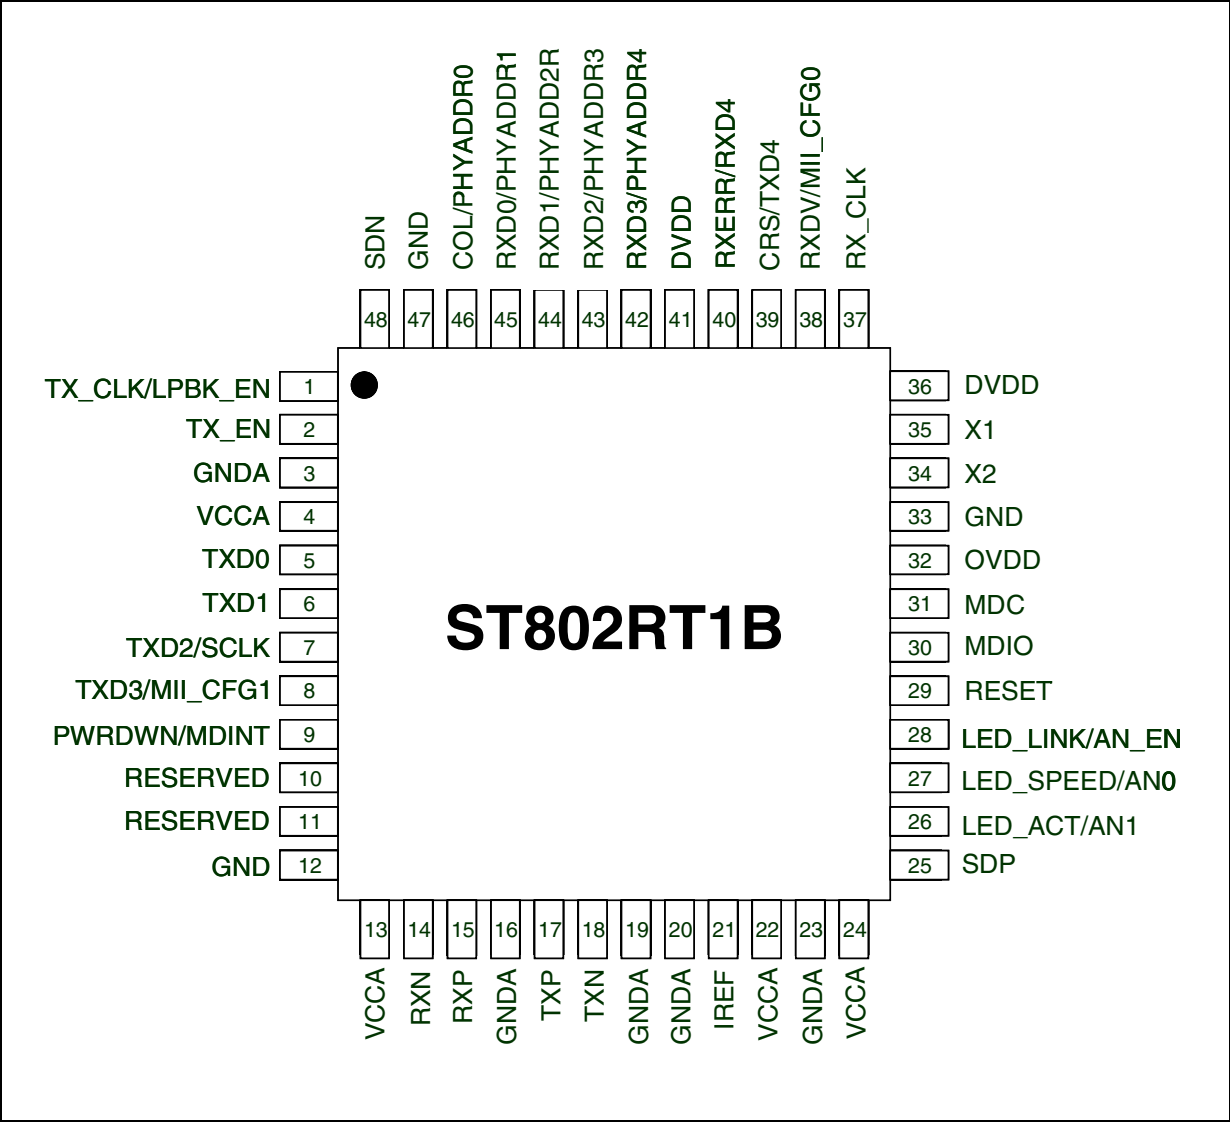 SDN
GND
COL/PHYADDR0
RXD0/PHYADDR1
RXD1/PHYADD2R
RXD2/PHYADDR3
RXD3/PHYADDR4
DVDD
RXERR/RXD4
CRS/TXD4
RXDV/MII_CFG0
RX_CLK
48 47 46 45 44 43 42 41 40 39 38 37
TX_CLK/LPBK_EN 1
TX_EN 2
GNDA 3
VCCA 4
TXD0 5
TXD1 6
TXD2/SCLK 7
TXD3/MII_CFG1 8
PWRDWN/MDINT 9
RESERVED 10
RESERVED 11
GND 12
ST802RT1B
36 DVDD
35 X1
34 X2
33 GND
32 OVDD
31 MDC
30 MDIO
29 RESET
28 LED_LINK/AN_EN
27 LED_SPEED/AN0
26 LED_ACT/AN1
25 SDP
13 14 15 16 17 18 19 20 21 22 23 24
VCCA
RXN
RXP
GNDA
TXP
TXN
GNDA
GNDA
IREF
VCCA
GNDA
VCCA